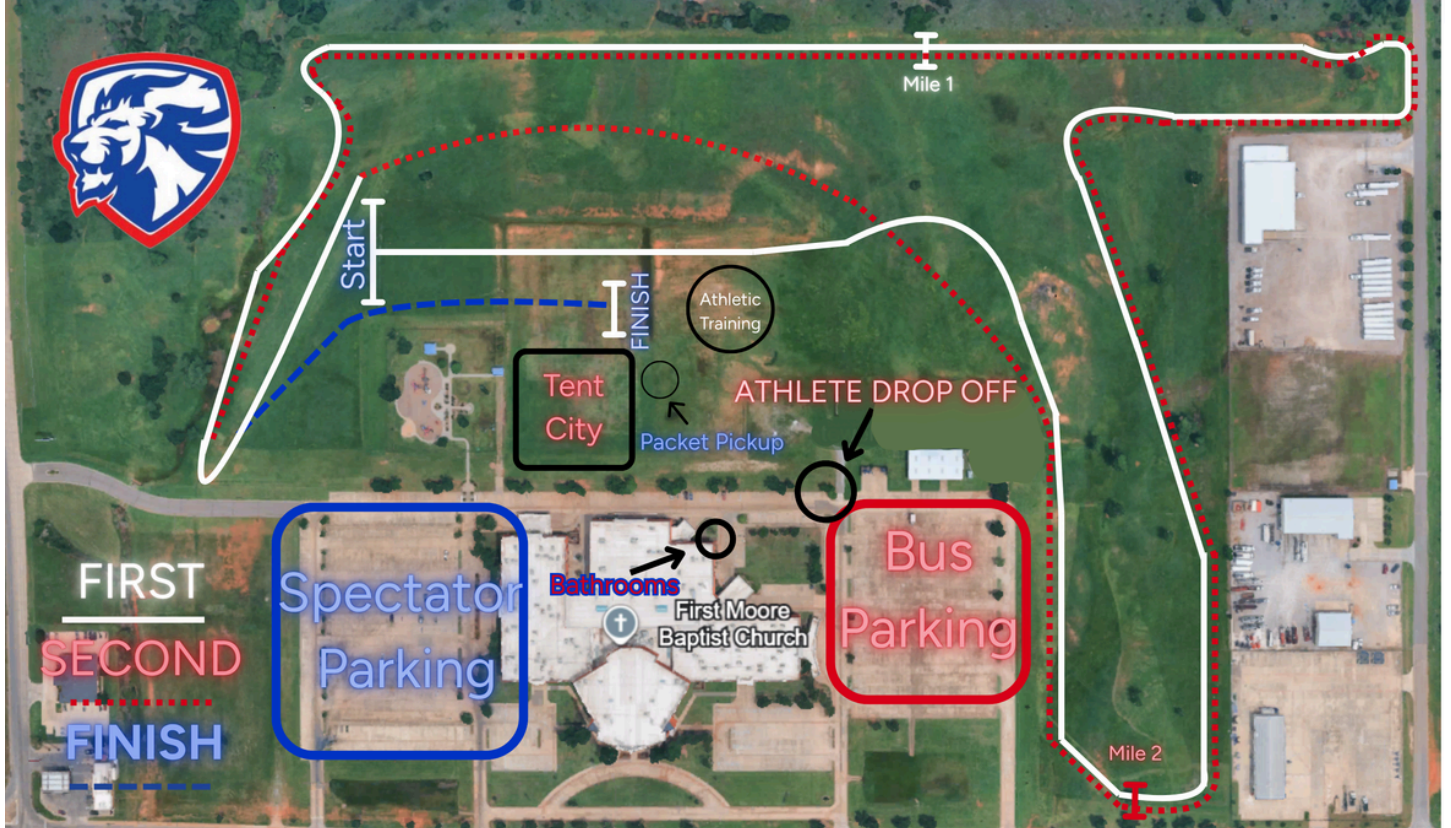 Mile 1
Start
FINISH
Athletic
Training
Tent
City
ATHLETE DROP OFF
Packet Pickup
FIRST
SECOND
FINISH
Spectator
Parking
Bathrooms
First Moore
Baptist Church
Bus
Parking
Mile 2